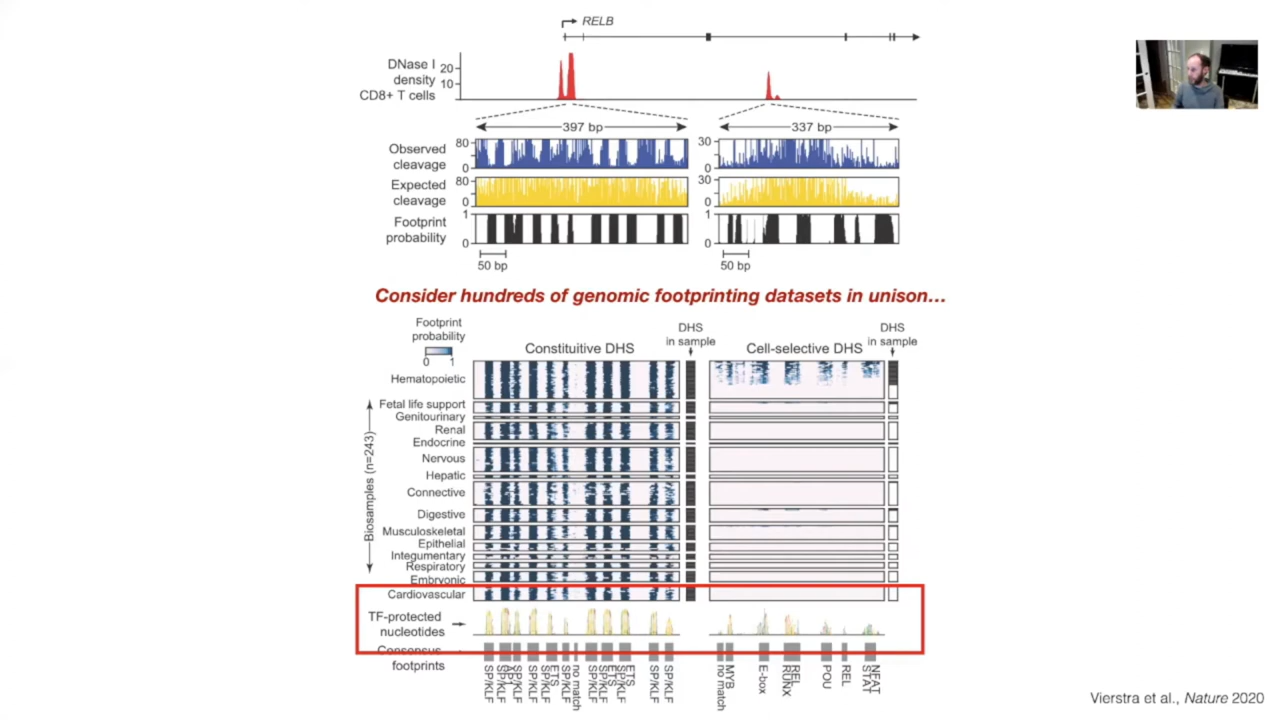 RELB
DNase I
density
CD8+ T cells
20
10
397 bp
337 bp
Observed
cleavage
80
0
30
0
Expected
cleavage
80
0
30
0
Footprint
probability
1
0
1
0
50 bp
50 bp
Consider hundreds of genomic footprinting datasets in unison...
Footprint
probability
0 1
Constitutive DHS
DHS
in sample
Cell-selective DHS
DHS
in sample
Biosamples (n=243)
Hematopoietic
Fetal life support
Genitourinary
Renal
Endocrine
Nervous
Hepatic
Connective
Digestive
Musculoskeletal
Epithelial
Integumentary
Respiratory
Embryonic
Cardiovascular
TF-protected
nucleotides
Consensus
footprints
SP/KLF
SP/KLF
SP/KLF
SP/KLF
ETS
SP/KLF
no match
SP/KLF
SP/KLF
ETS
SP/KLF
ETS
SP/KLF
SP/KLF
no match
MYB
E-box
RUNX
REL
POU
REL
STAT
NFAT
Vierstra et al., Nature 2020